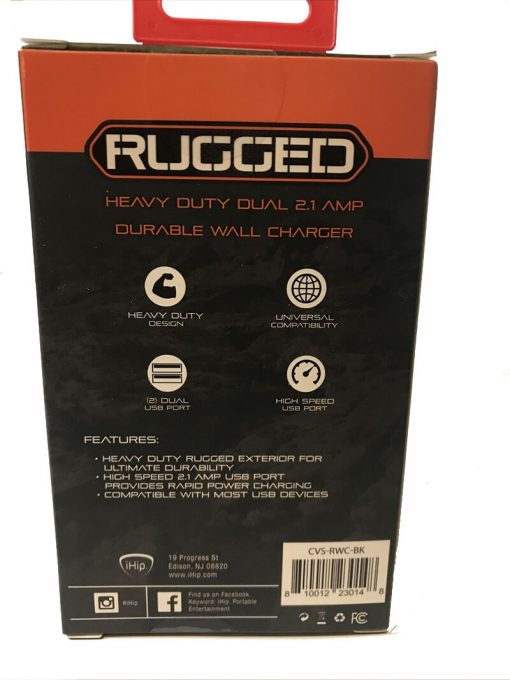 RUGGED
HEAVY DUTY DUAL 2.1 AMP
DURABLE WALL CHARGER
HEAVY DUTY
DESIGN
UNIVERSAL
COMPATIBILITY
(2) DUAL
USB PORT
HIGH SPEED
USB PORT
FEATURES:
• HEAVY DUTY RUGGED EXTERIOR FOR
ULTIMATE DURABILITY
• HIGH SPEED 2.1 AMP USB PORT
PROVIDES RAPID POWER CHARGING
• COMPATIBLE WITH MOST USB DEVICES
iHip.
19 Progress St
Edison, NJ 08820
www.iHip.com
#iHip
Find us on Facebook.
Keyword: iHip, Portable
Entertainment
CVS-RWC-BK
8 10012 23014 8
CE FC